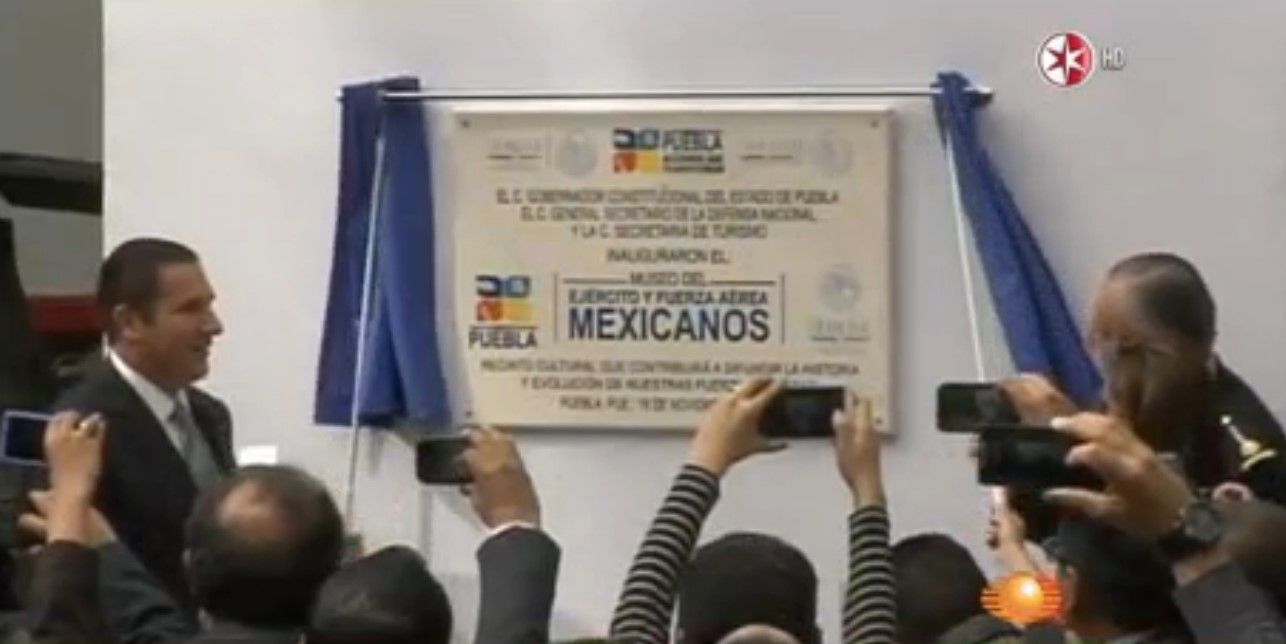 HD
PUEBLA
EL C. GOBERNADOR CONSTITUCIONAL DEL ESTADO DE PUEBLA
EL C. GENERAL SECRETARIO DE LA DEFENSA NACIONAL
Y LA C. SECRETARIA DE TURISMO
INAUGURARON EL:
MUSEO DEL
EJÉRCITO Y FUERZA AÉREA
MEXICANOS
PUEBLA
RECINTO CULTURAL QUE CONTRIBUIRÁ A DIFUNDIR LA HISTORIA
Y EVOLUCIÓN DE NUESTRAS
PUEBLA, PUE.,